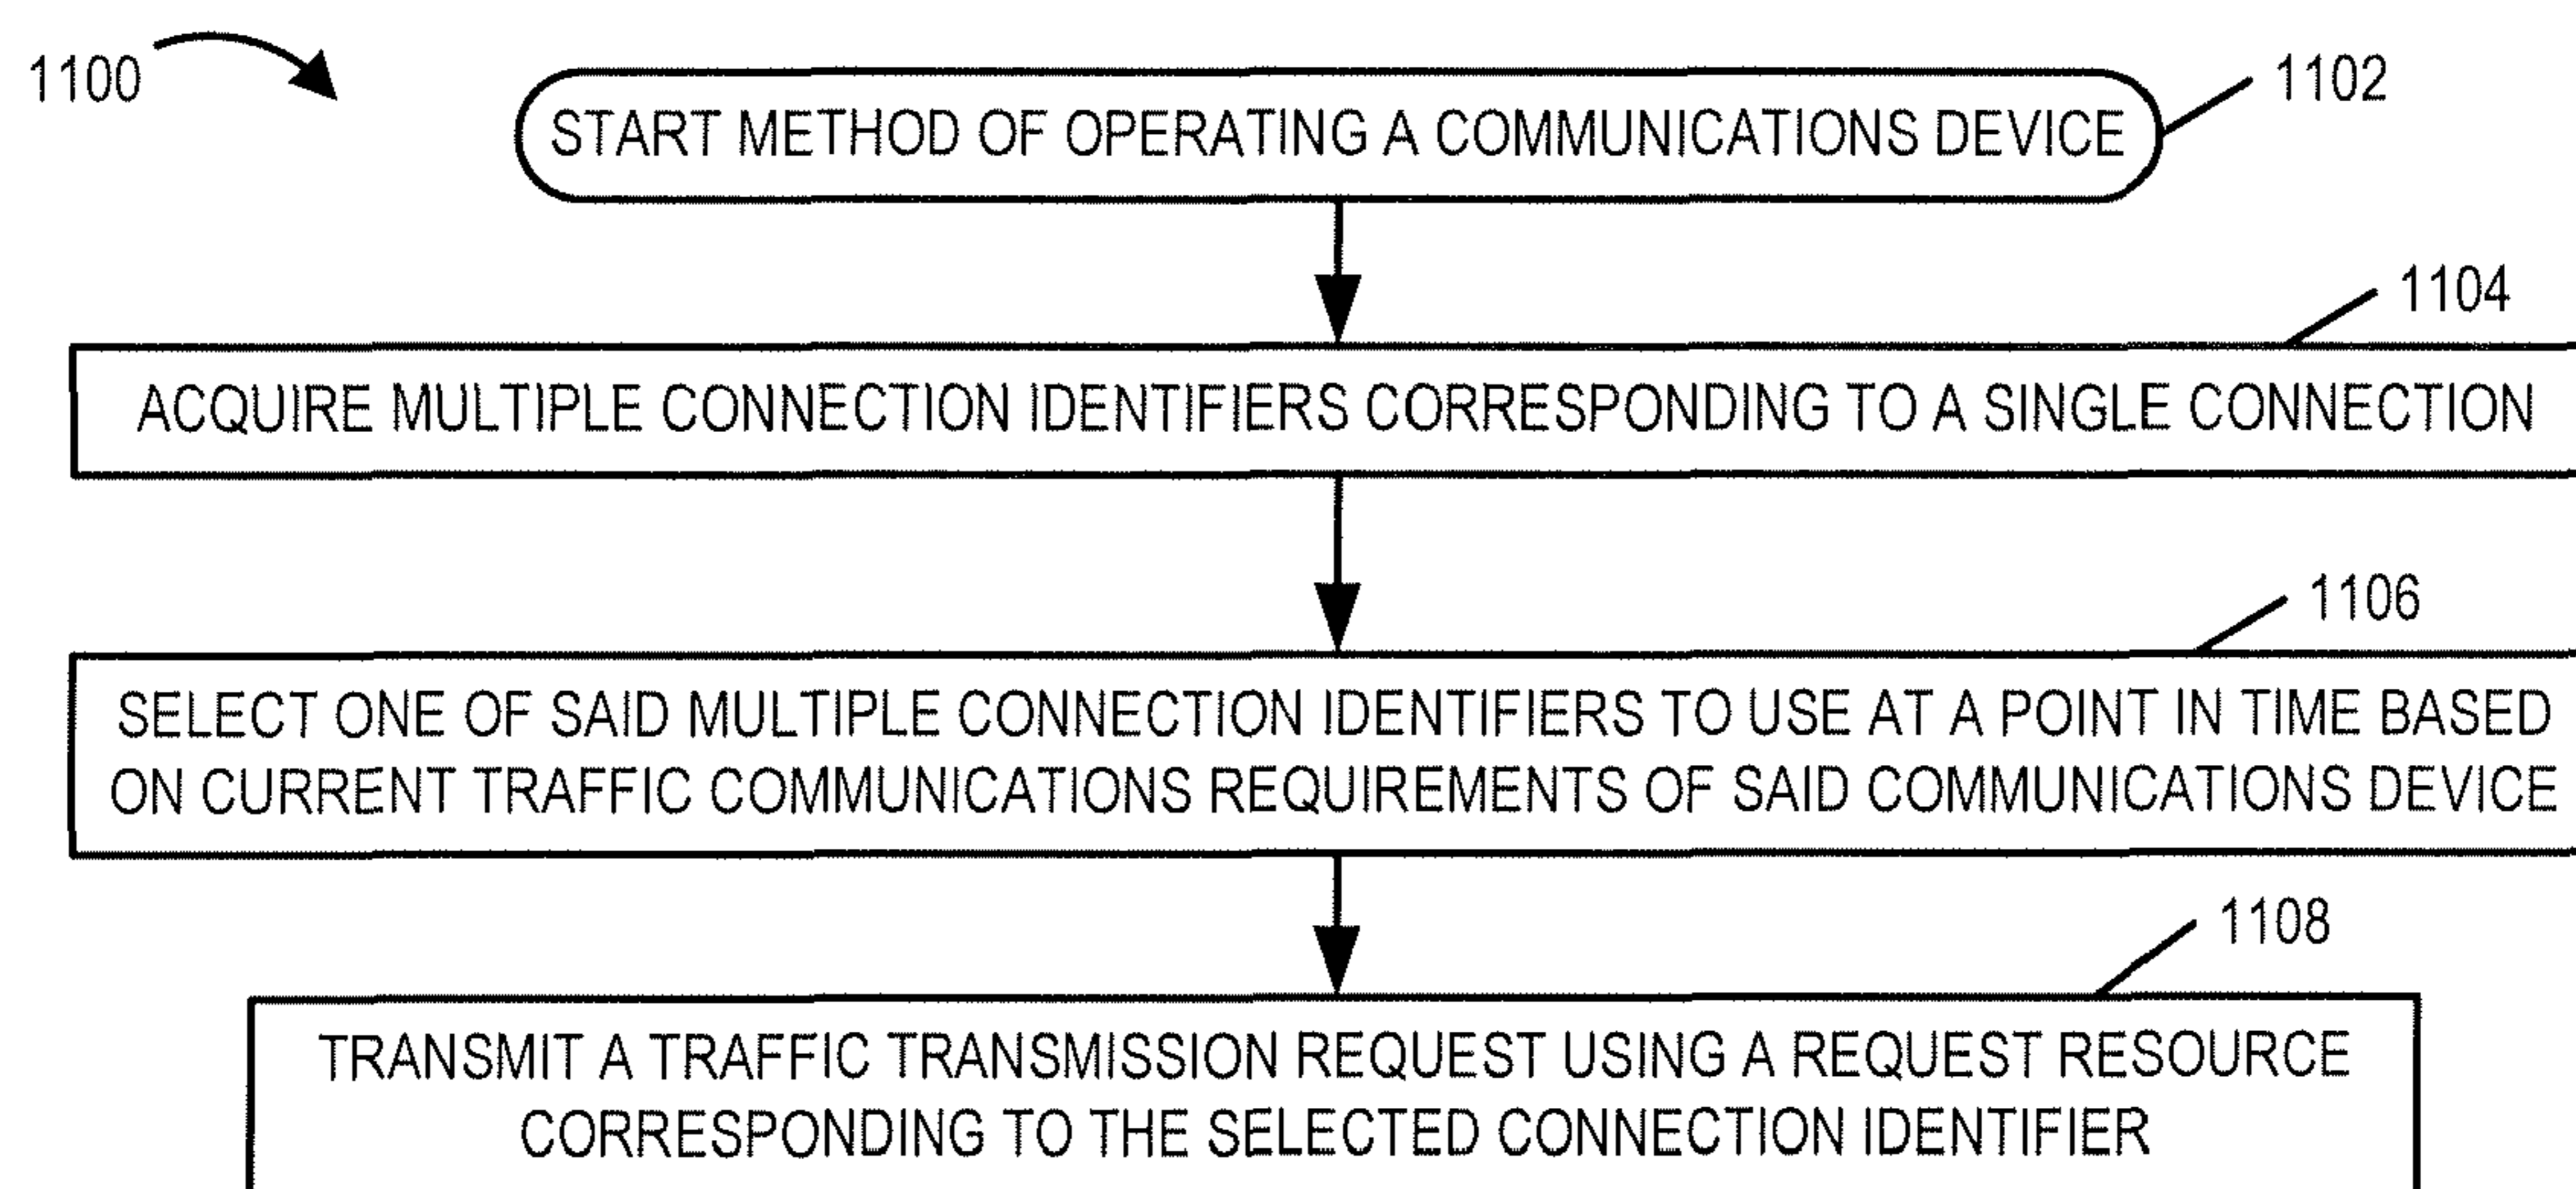 1100
START METHOD OF OPERATING A COMMUNICATIONS DEVICE
1102
1104
ACQUIRE MULTIPLE CONNECTION IDENTIFIERS CORRESPONDING TO A SINGLE CONNECTION
1106
SELECT ONE OF SAID MULTIPLE CONNECTION IDENTIFIERS TO USE AT A POINT IN TIME BASED
ON CURRENT TRAFFIC COMMUNICATIONS REQUIREMENTS OF SAID COMMUNICATIONS DEVICE
1108
TRANSMIT A TRAFFIC TRANSMISSION REQUEST USING A REQUEST RESOURCE
CORRESPONDING TO THE SELECTED CONNECTION IDENTIFIER